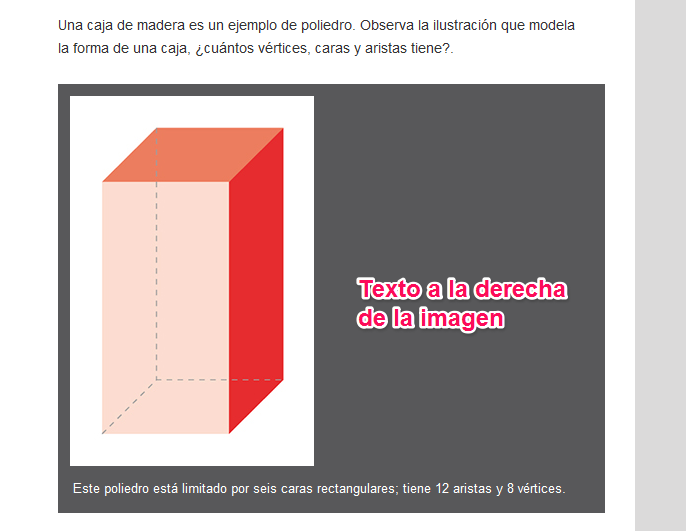 Una caja de madera es un ejemplo de poliedro. Observa la ilustración que modela
la forma de una caja, ¿cuántos vértices, caras y aristas tiene?.
Texto a la derecha
de la imagen
Este poliedro está limitado por seis caras rectangulares; tiene 12 aristas y 8 vértices.